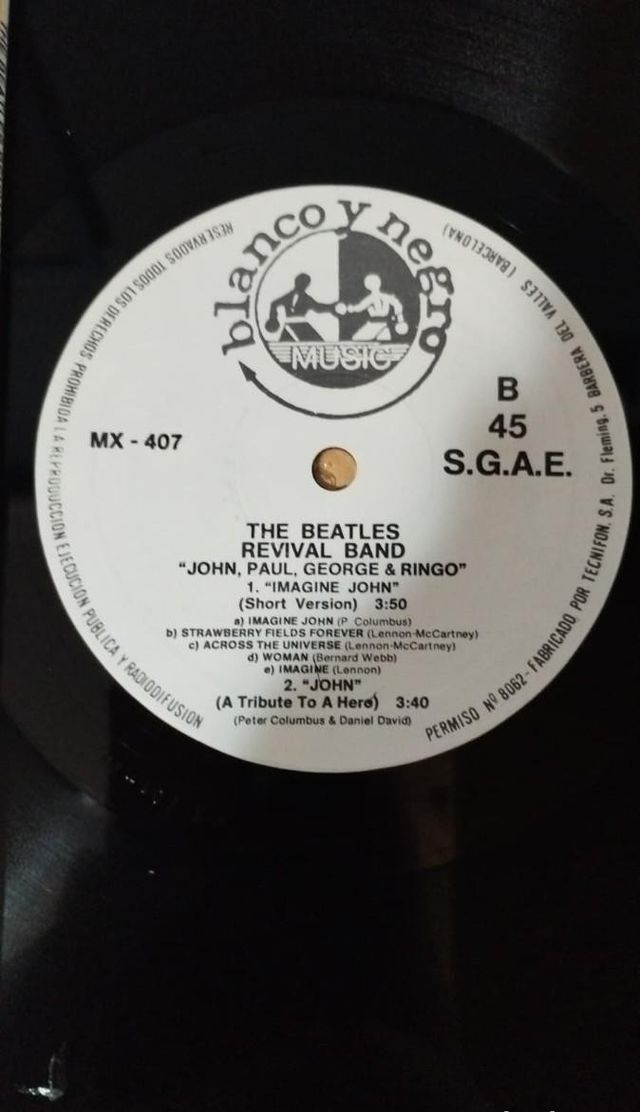 blanco y negro
MUSIC
RESERVADOS TODOS LOS DERECHOS PROHIBIDA LA REPRODUCCION EJECUCION PUBLICA Y RADIODIFUSION
PERMISO Nº 8062 - FABRICADO POR TECNIFON, S.A. Dr. Fleming, 5 BARBERA DEL VALLES (BARCELONA)
MX - 407
B
45
S.G.A.E.
THE BEATLES
REVIVAL BAND
"JOHN, PAUL, GEORGE & RINGO"
1. "IMAGINE JOHN"
(Short Version) 3:50
a) IMAGINE JOHN (P. Columbus)
b) STRAWBERRY FIELDS FOREVER (Lennon-McCartney)
c) ACROSS THE UNIVERSE (Lennon-McCartney)
d) WOMAN (Bernard Webb)
e) IMAGINE (Lennon)
2. "JOHN"
(A Tribute To A Hero) 3:40
(Peter Columbus & Daniel David)